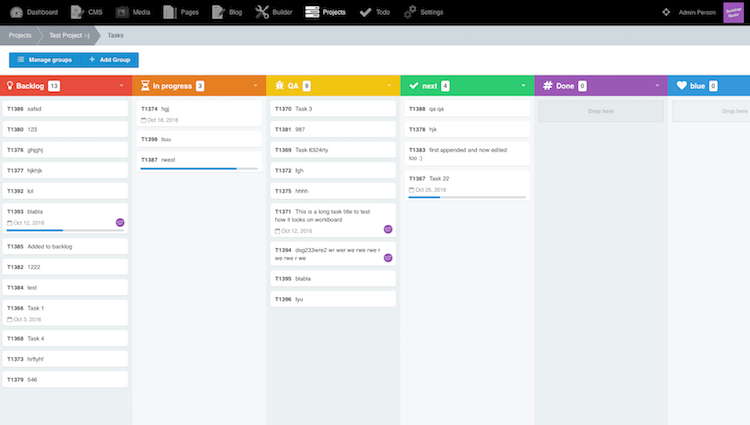 Dashboard CMS Media Pages Blog Builder Projects Todo Settings Admin Person
Projects Test Project :-) Tasks
Manage groups Add Group
Backlog 13
T1386 safsd
T1380 123
T1376 ghjghj
T1377 hjkhjk
T1392 lol
T1393 blabla
Oct 12, 2016
T1385 Added to backlog
T1382 1222
T1384 test
T1366 Task 1
Oct 3, 2016
T1368 Task 4
T1373 hrftyhf
T1379 546
In progress 3
T1374 hgj
Oct 18, 2016
T1398 buu
T1387 rwest
QA 9
T1370 Task 3
T1381 987
T1369 Task 6324rty
T1372 fgh
T1375 hhhh
T1371 This is a long task title to test
how it looks on workboard
Oct 12, 2016
T1394 dsg233wre2 wr wer we rwe rwe r
we rwe r we
T1395 blabla
T1396 tyu
next 4
T1388 qa qa
T1378 hjk
T1383 first appended and now edited
too :)
T1367 Task 22
Oct 25, 2016
Done 0
Drop here
blue 0
Drop here